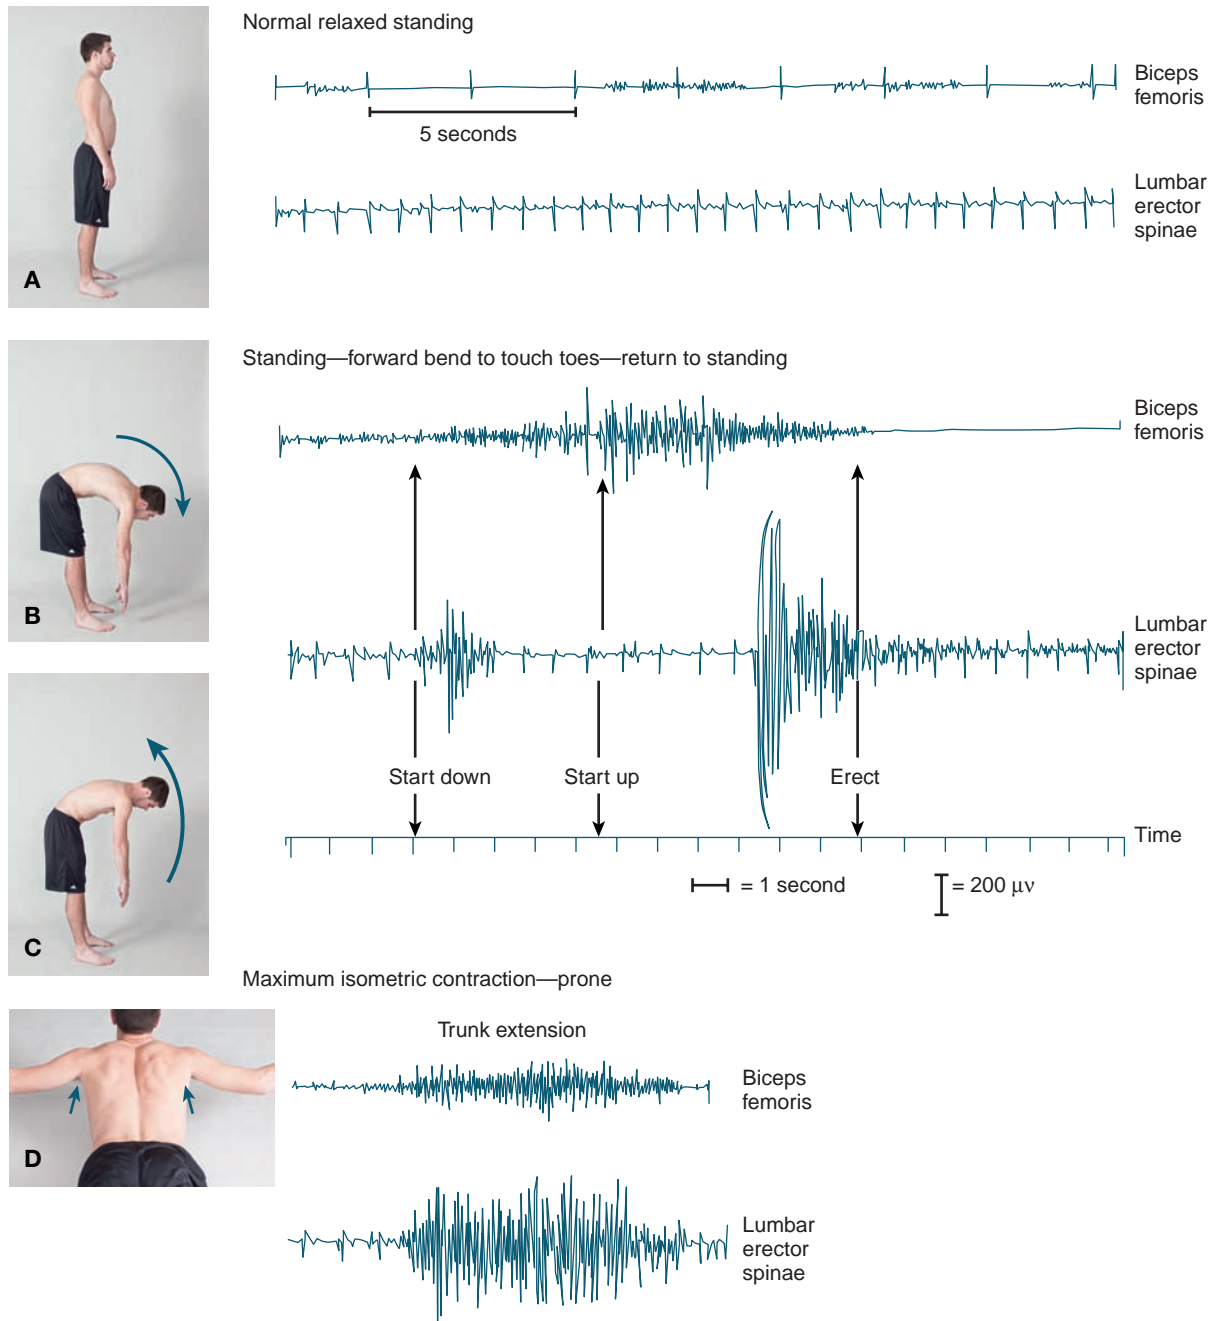 Normal relaxed standing
Biceps
femoris
5 seconds
Lumbar
erector
spinae
A
Standing—forward bend to touch toes—return to standing
Biceps
femoris
B
Lumbar
erector
spinae
Start down
Start up
Erect
Time
= 1 second
= 200 μν
C
Maximum isometric contraction—prone
Trunk extension
Biceps
femoris
D
Lumbar
erector
spinae